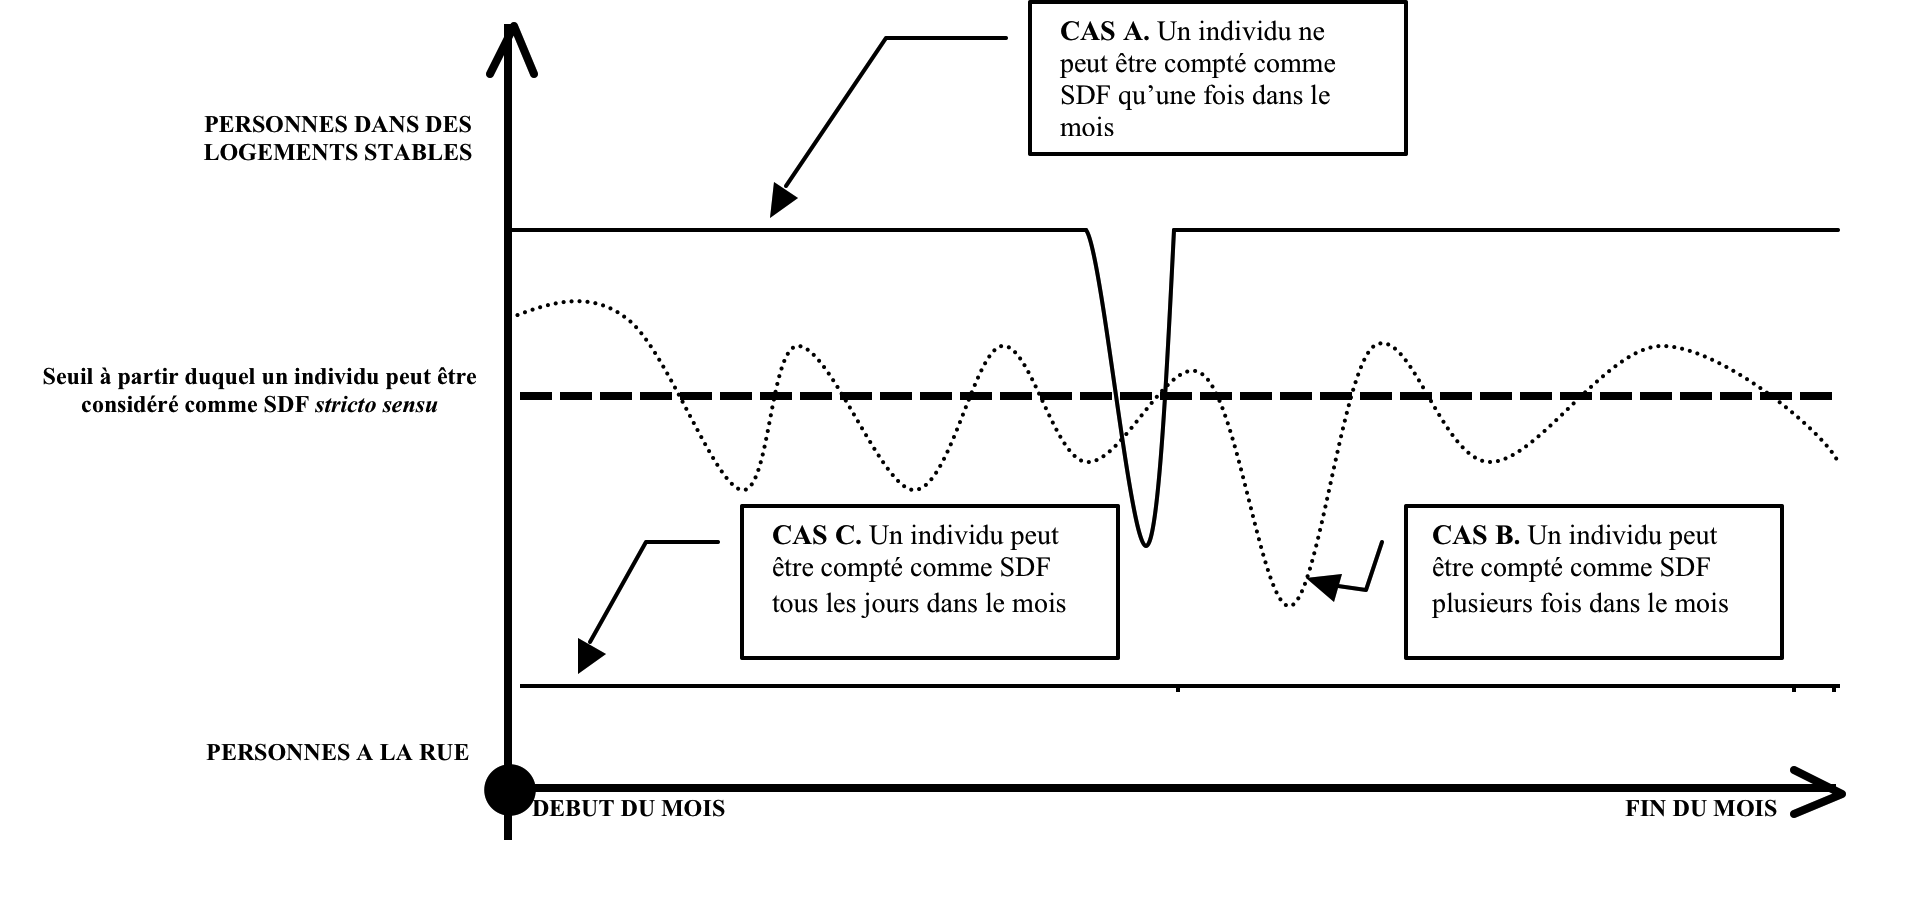 CAS A. Un individu ne
peut être compté comme
SDF qu’une fois dans le
mois
PERSONNES DANS DES
LOGEMENTS STABLES
Seuil à partir duquel un individu peut être
considéré comme SDF stricto sensu
CAS C. Un individu peut
être compté comme SDF
tous les jours dans le mois
CAS B. Un individu peut
être compté comme SDF
plusieurs fois dans le mois
PERSONNES A LA RUE
DEBUT DU MOIS
FIN DU MOIS